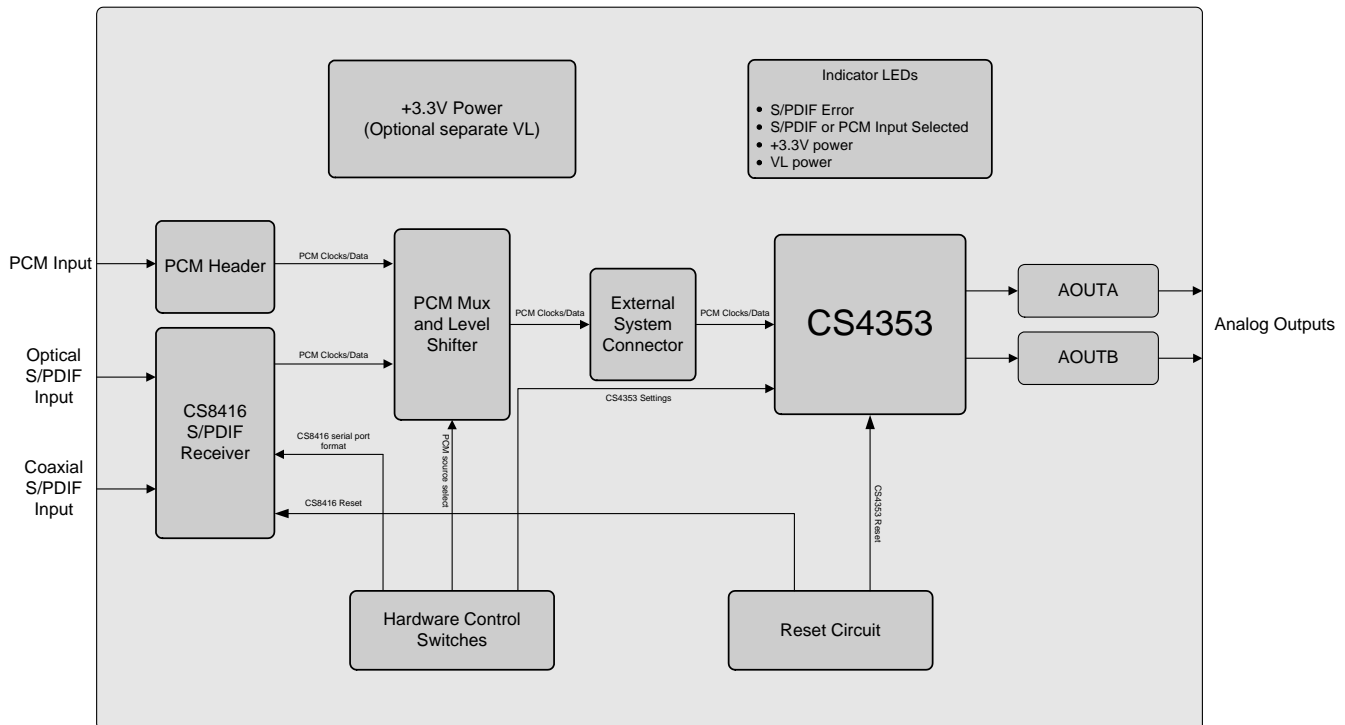 +3.3V Power
(Optional separate VL)
Indicator LEDs
• S/PDIF Error
• S/PDIF or PCM Input Selected
• +3.3V power
• VL power
PCM Input
PCM Header
PCM Clocks/Data
PCM Mux
and Level
Shifter
PCM Clocks/Data
External
System
Connector
PCM Clocks/Data
CS4353
AOUTA
AOUTB
Analog Outputs
Optical
S/PDIF
Input
Coaxial
S/PDIF
Input
CS8416
S/PDIF
Receiver
PCM Clocks/Data
CS4353 Settings
CS8416 serial port
format
PCM source select
CS8416 Reset
CS4353 Reset
Hardware Control
Switches
Reset Circuit